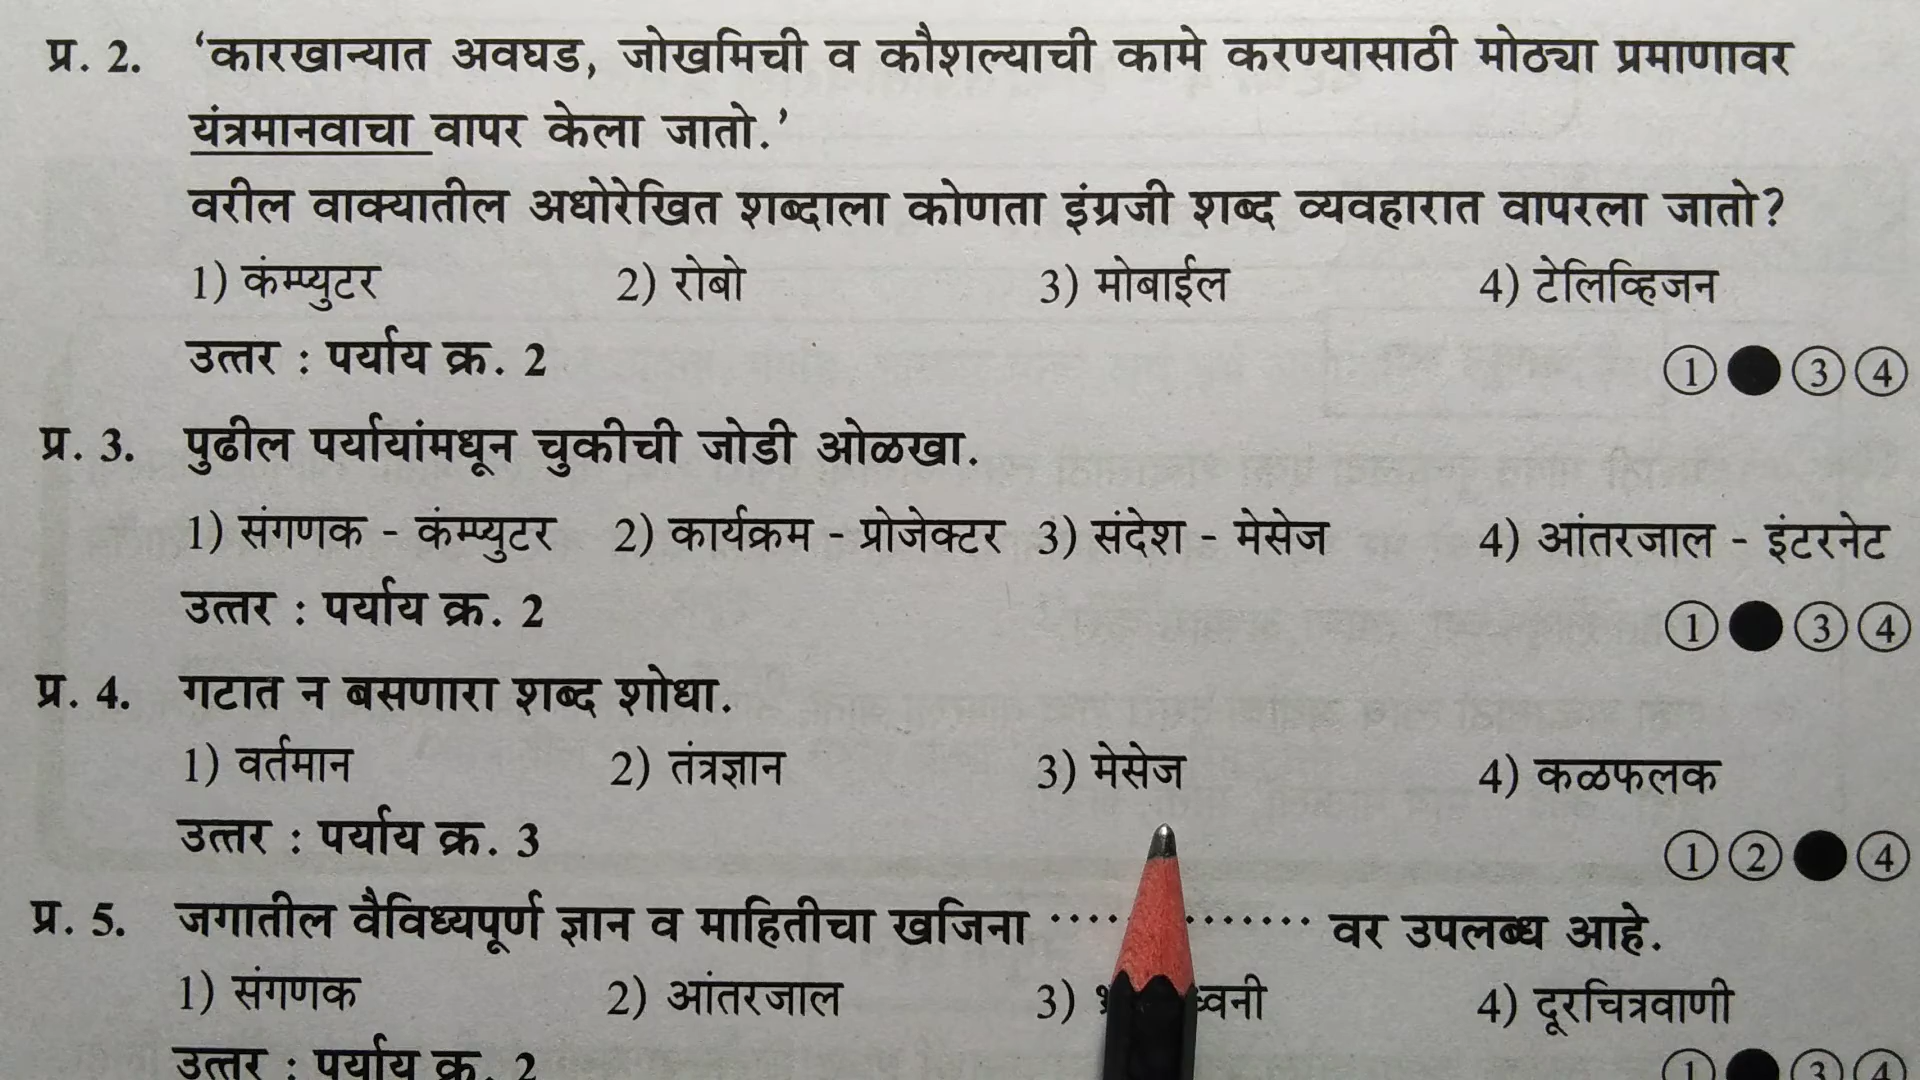 प्र. 2. ‘कारखान्यात अवघड, जोखमिची व कौशल्याची कामे करण्यासाठी मोठ्या प्रमाणावर
यंत्रमानवाचा वापर केला जातो.’
वरील वाक्यातील अधोरेखित शब्दाला कोणता इंग्रजी शब्द व्यवहारात वापरला जातो?
1) कंम्प्युटर 2) रोबो 3) मोबाईल 4) टेलिव्हिजन
उत्तर : पर्याय क्र. 2 1 3 4
प्र. 3. पुढील पर्यायांमधून चुकीची जोडी ओळखा.
1) संगणक - कंम्प्युटर 2) कार्यक्रम - प्रोजेक्टर 3) संदेश - मेसेज 4) आंतरजाल - इंटरनेट
उत्तर : पर्याय क्र. 2 1 3 4
प्र. 4. गटात न बसणारा शब्द शोधा.
1) वर्तमान 2) तंत्रज्ञान 3) मेसेज 4) कळफलक
उत्तर : पर्याय क्र. 3 1 2 4
प्र. 5. जगातील वैविध्यपूर्ण ज्ञान व माहितीचा खजिना .............. वर उपलब्ध आहे.
1) संगणक 2) आंतरजाल 3) 4) दूरचित्रवाणी
उत्तर : पर्याय क्र. 2 1 3 4